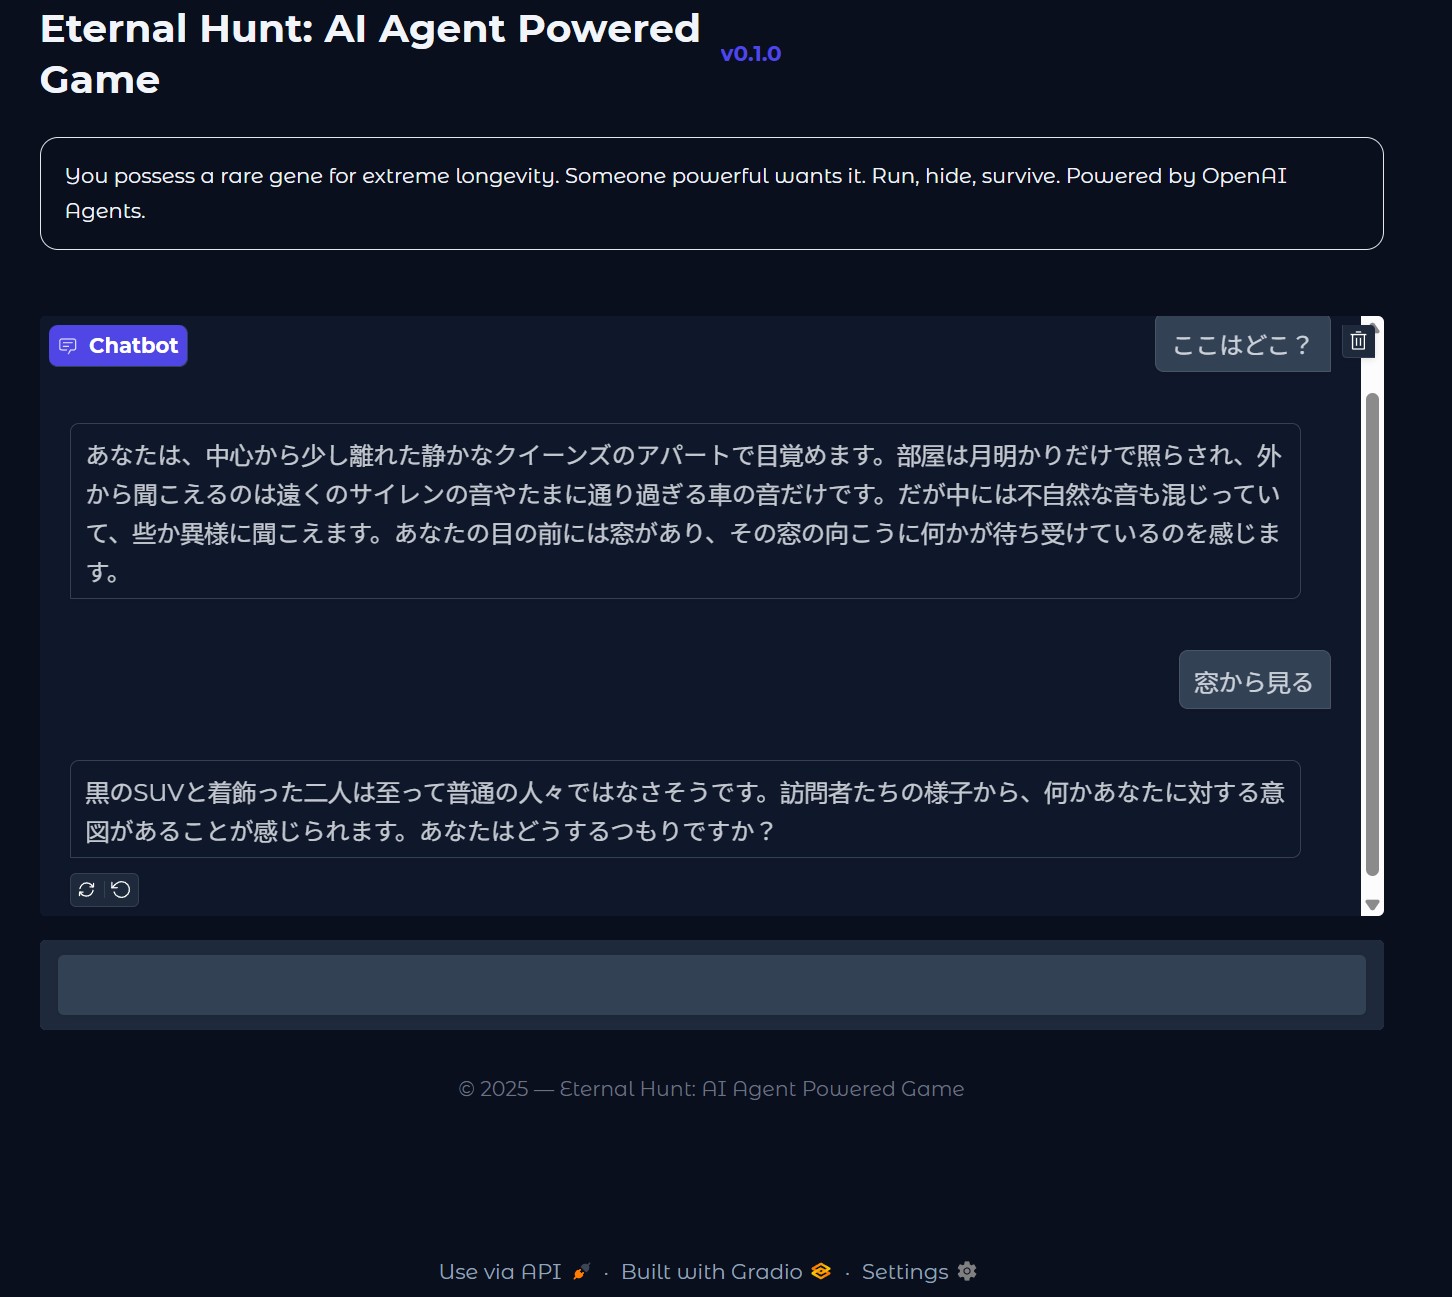 Eternal Hunt: AI Agent Powered
Game
v0.1.0
You possess a rare gene for extreme longevity. Someone powerful wants it. Run, hide, survive. Powered by OpenAI
Agents.
Chatbot
ここはどこ？
あなたは、中心から少し離れた静かなクイーンズのアパートで目覚めます。部屋は月明かりだけで照らされ、外
から聞こえるのは遠くのサイレンの音やたまに通り過ぎる車の音だけです。だが中には不自然な音も混じってい
て、些か異様に聞こえます。あなたの目の前には窓があり、その窓の向こうに何かが待ち受けているのを感じま
す。
窓から見る
黒のSUVと着飾った二人は至って普通の人々ではなさそうです。訪問者たちの様子から、何かあなたに対する意
図があることが感じられます。あなたはどうするつもりですか？
© 2025 — Eternal Hunt: AI Agent Powered Game
Use via API · Built with Gradio · Settings